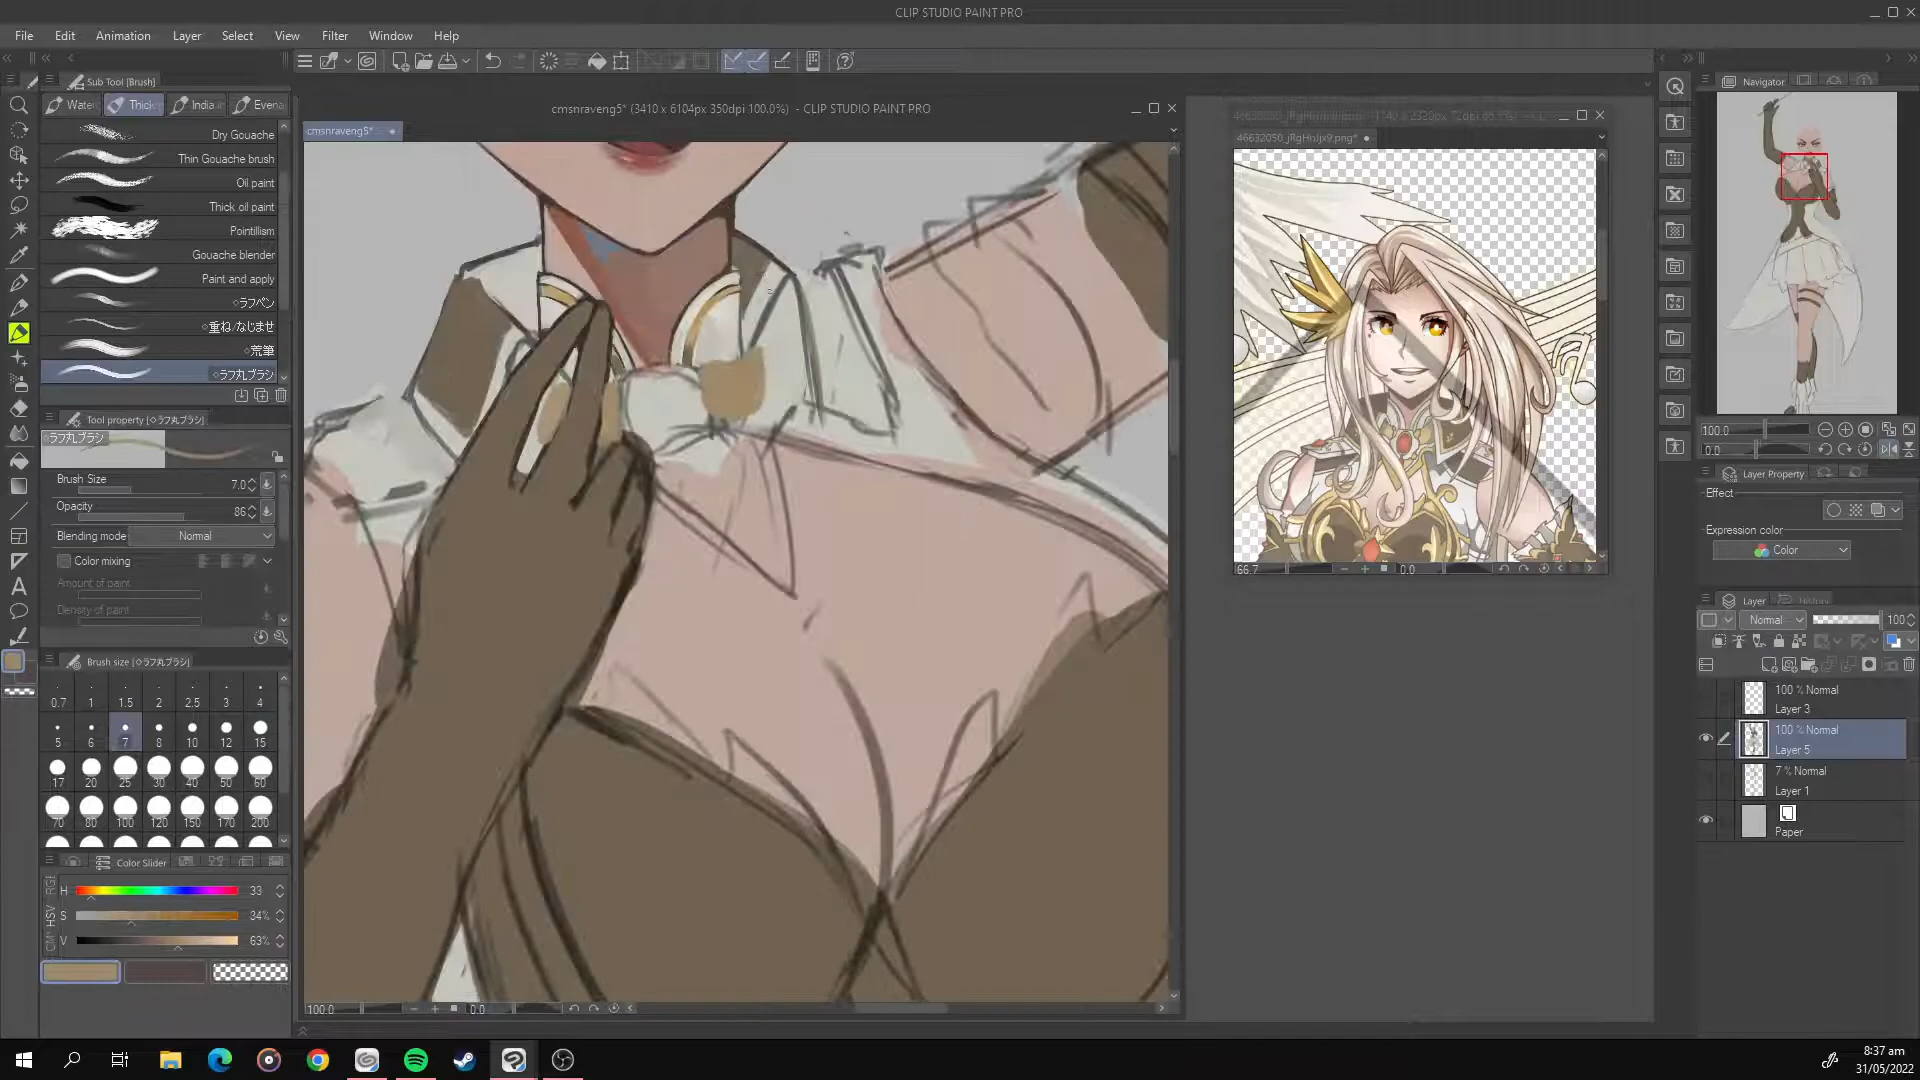 CLIP STUDIO PAINT PRO
File Edit Animation Layer Select View Filter Window Help
Sub Tool [Brush]
Thick India Evena
Dry Gouache
Thin Gouache brush
Oil paint
Thick oil paint
Pointillism
Gouache blender
Paint and apply
◇ラフペン
◇重ね/なじませ
◇荒筆
◇ラフ丸ブラシ
Tool property [◇ラフ丸ブラシ]
◇ラフ丸ブラシ
Brush Size 7.0
Opacity 86
Blending mode Normal
Color mixing
Amount of paint
Density of paint
Brush size [◇ラフ丸ブラシ]
0.7 1 1.5 2 2.5 3 4
5 6 7 8 10 12 15
17 20 25 30 40 50 60
70 80 100 120 150 170 200
Color Slider
RGB
HSV
H 33
S 34%
V 63%
cmsnraveng5* (3410 x 6104px 350dpi 100.0%) - CLIP STUDIO PAINT PRO
cmsnraveng5*
100.0 0.0
66.7 0.0
Navigator
100.0
0.0
Layer Property
Effect
Expression color
Color
Layer History
Normal 100
100 % Normal
Layer 3
100 % Normal
Layer 5
7 % Normal
Layer 1
Paper
8:37 am
31/05/2022